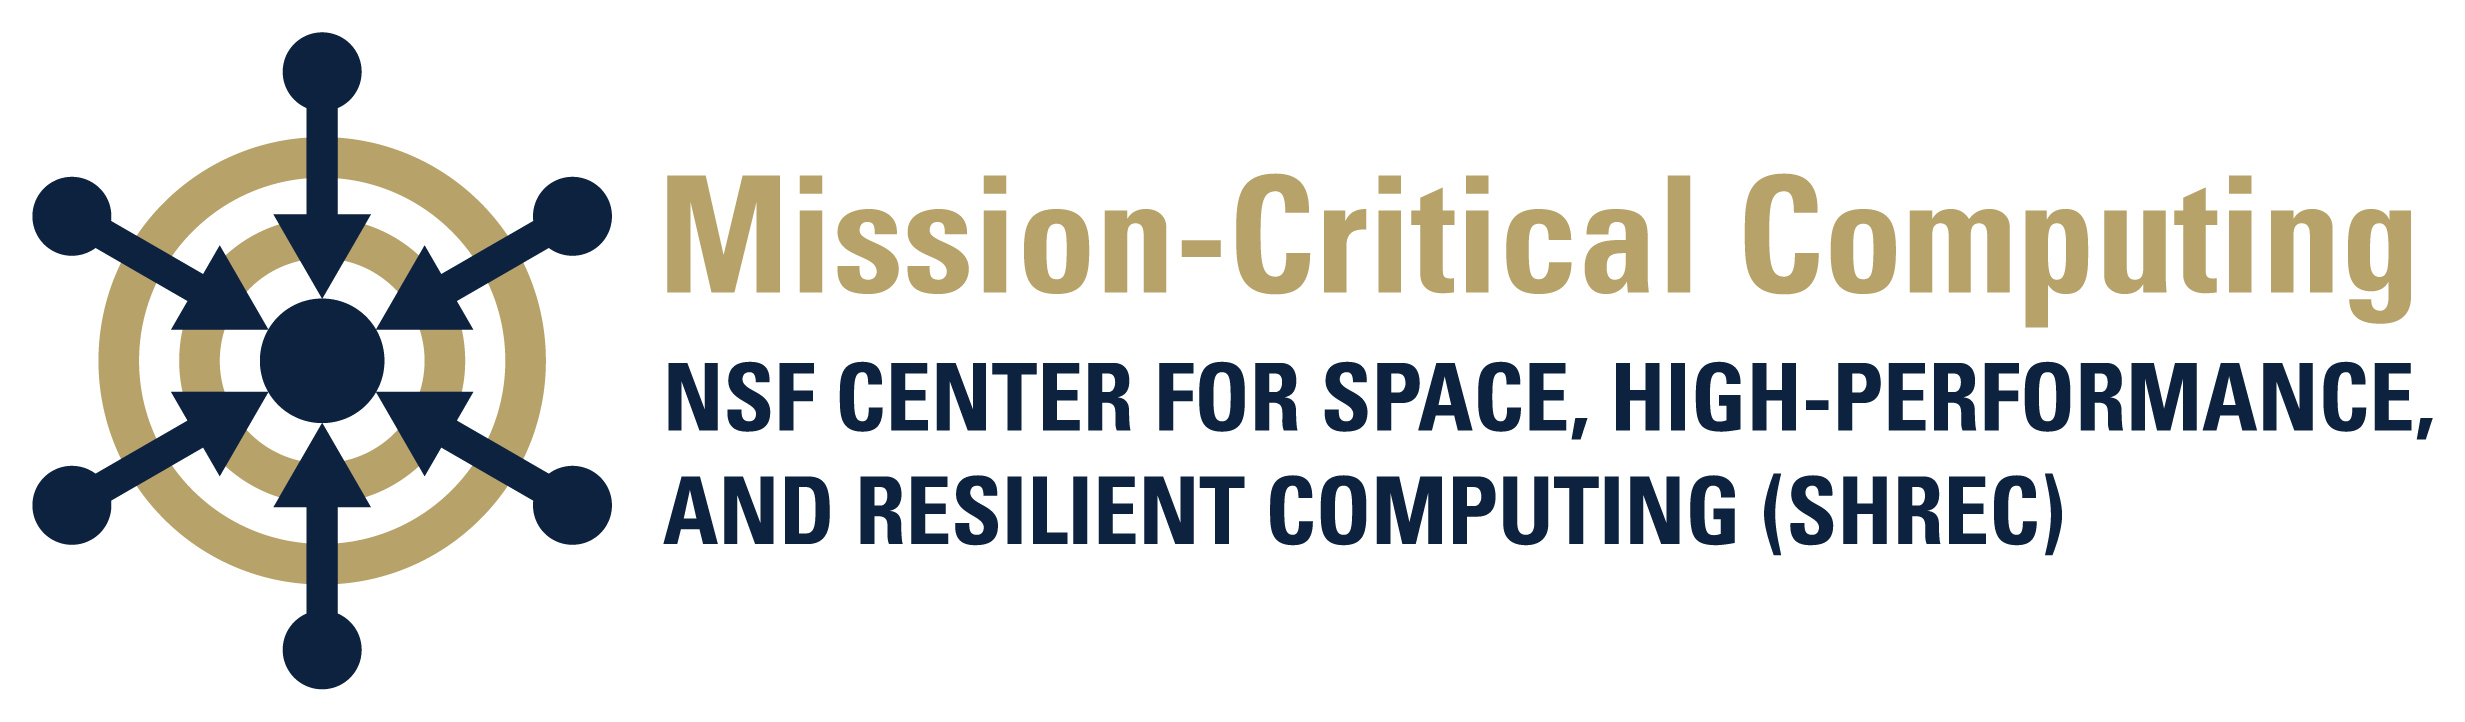 Mission-Critical Computing
NSF CENTER FOR SPACE, HIGH-PERFORMANCE,
AND RESILIENT COMPUTING (SHREC)